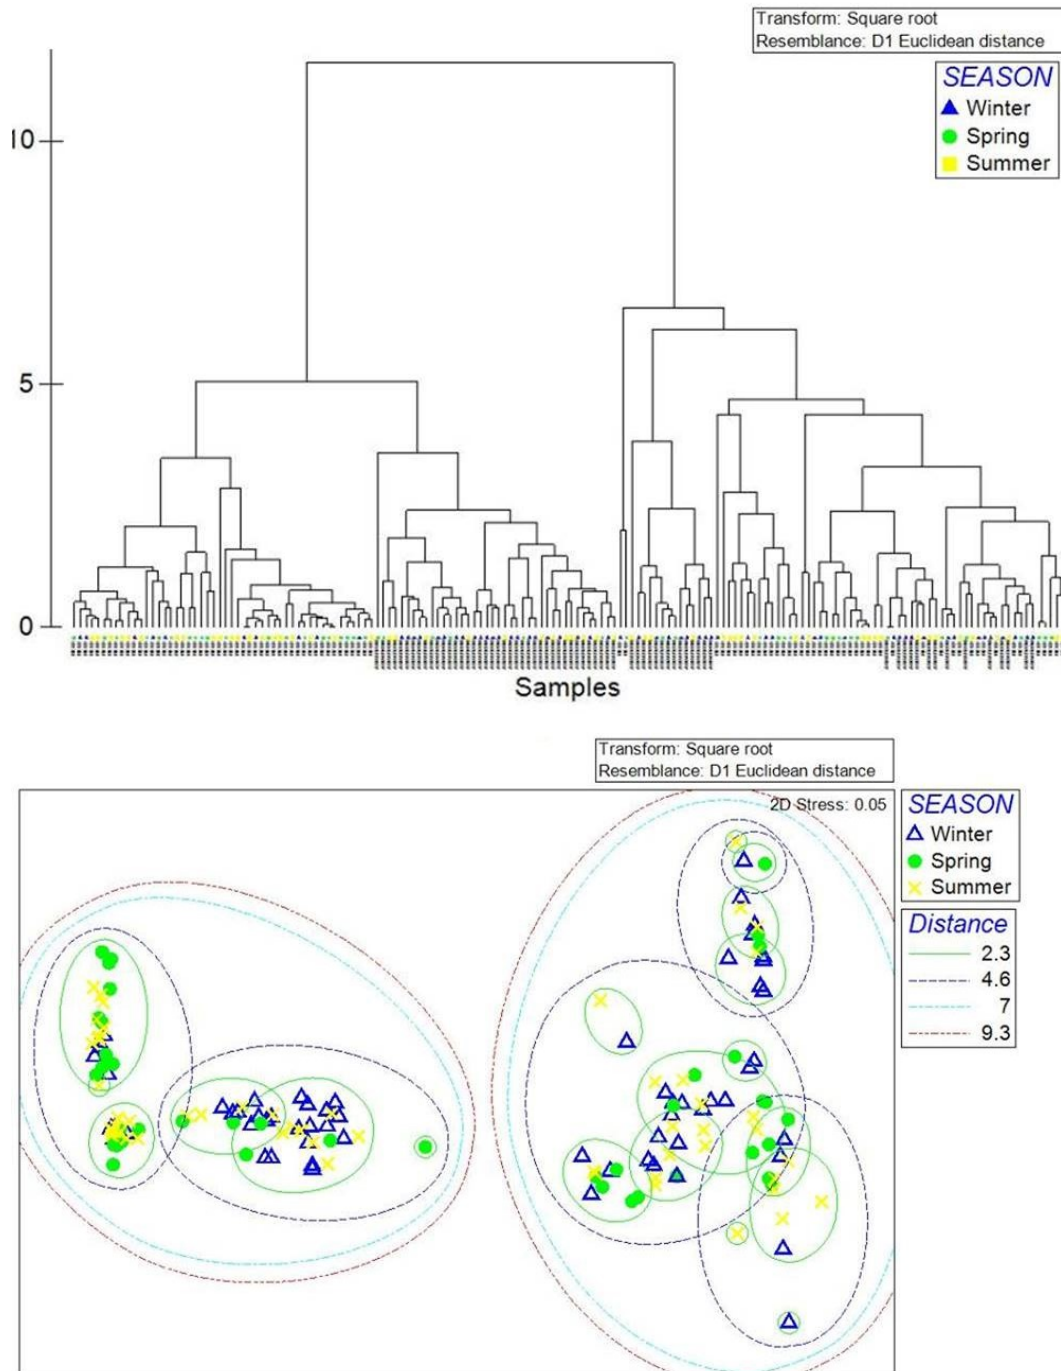 Transform: Square root
Resemblance: D1 Euclidean distance
SEASON
Winter
Spring
Summer
10
5
0
Samples
Transform: Square root
Resemblance: D1 Euclidean distance
2D Stress: 0.05
SEASON
Winter
Spring
Summer
Distance
2.3
4.6
7
9.3